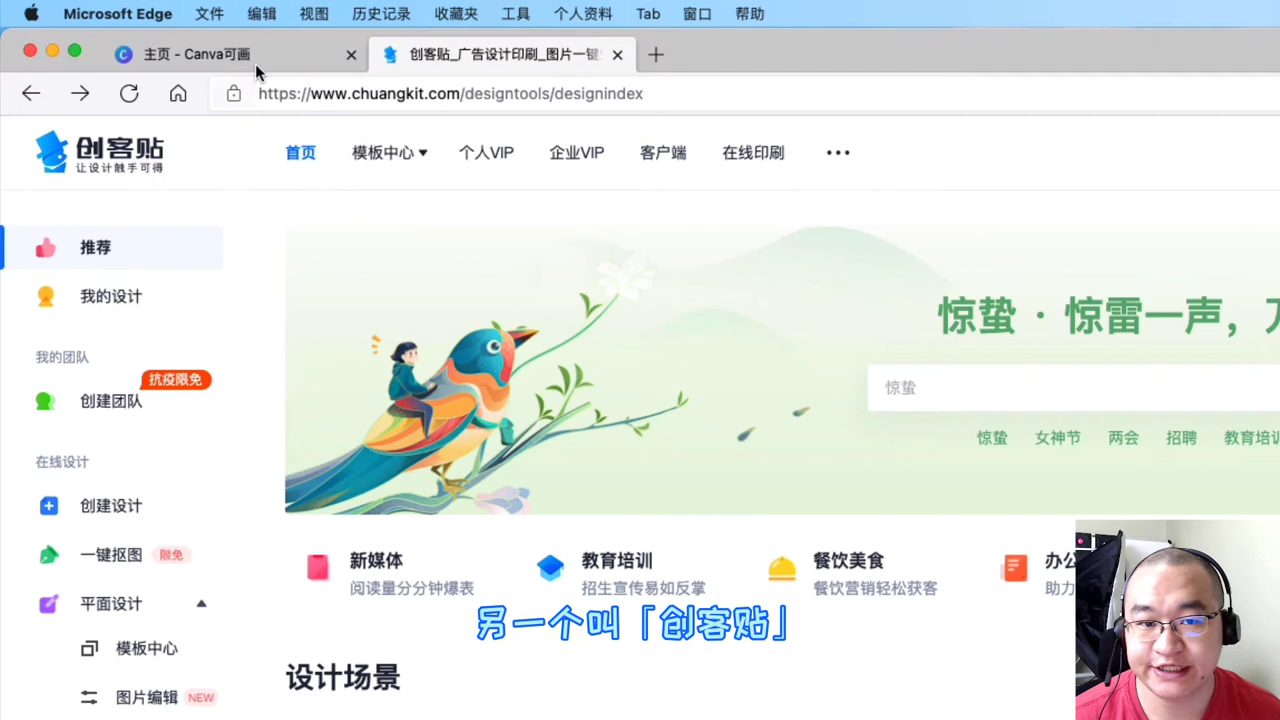 Microsoft Edge 文件 编辑 视图 历史记录 收藏夹 工具 个人资料 Tab 窗口 帮助
主页 - Canva可画
创客贴_广告设计印刷_图片一键
https://www.chuangkit.com/designtools/designindex
创客贴
让设计触手可得
首页 模板中心 个人VIP 企业VIP 客户端 在线印刷
推荐
我的设计
我的团队
抗疫限免
创建团队
在线设计
创建设计
一键抠图 限免
平面设计
模板中心
图片编辑 NEW
惊蛰 · 惊雷一声,
惊蛰
惊蛰 女神节 两会 招聘 教育培训
新媒体
阅读量分分钟爆表
教育培训
招生宣传易如反掌
餐饮美食
餐饮营销轻松获客
办公
助力
另一个叫「创客贴」
设计场景